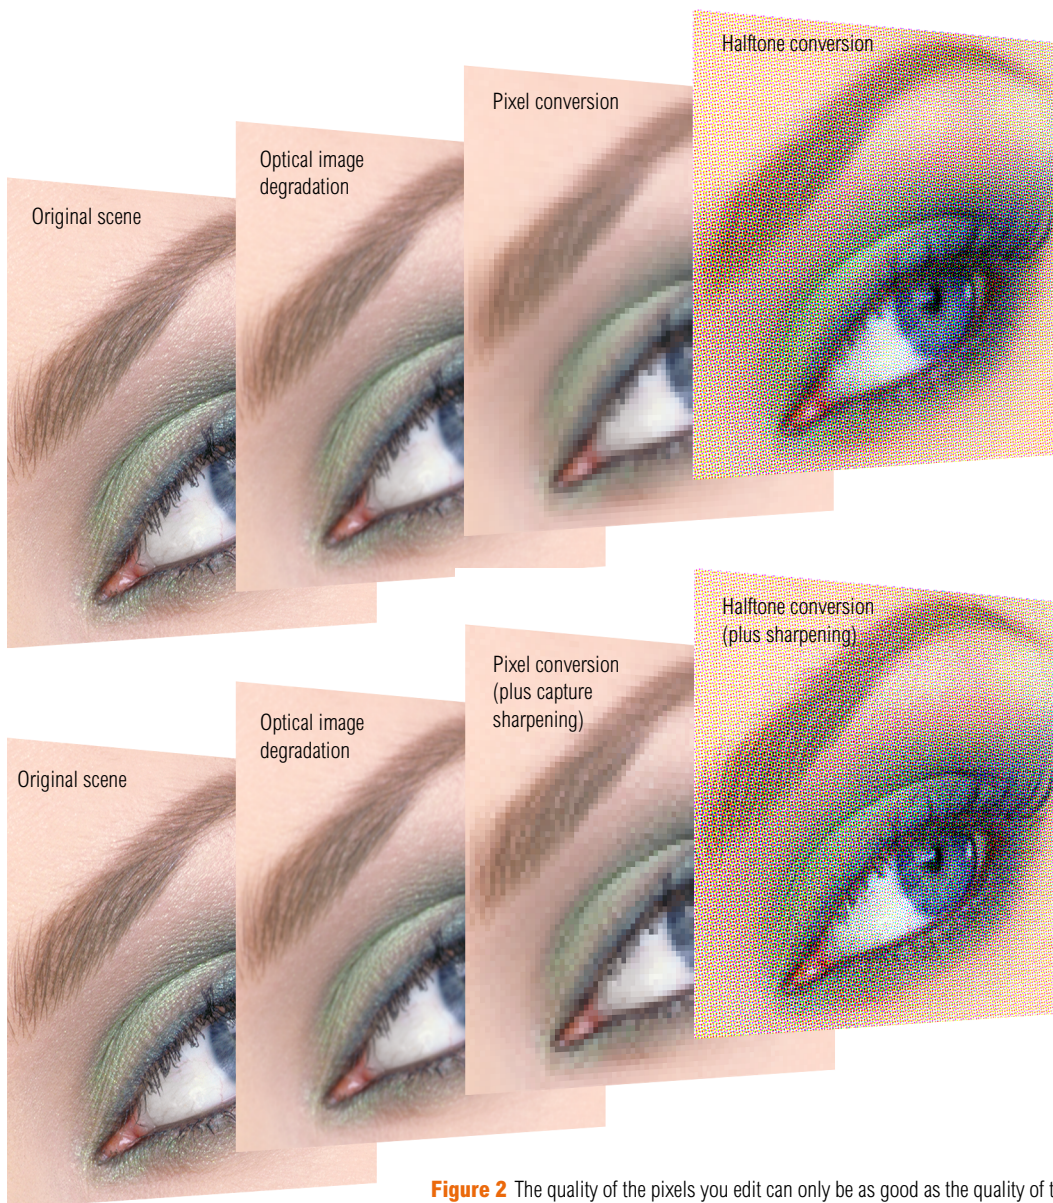 Halftone conversion
Pixel conversion
Optical image
degradation
Original scene
Halftone conversion
(plus sharpening)
Pixel conversion
(plus capture
sharpening)
Optical image
degradation
Original scene
Figure 2 The quality of the pixels you edit can only be as good as the quality of